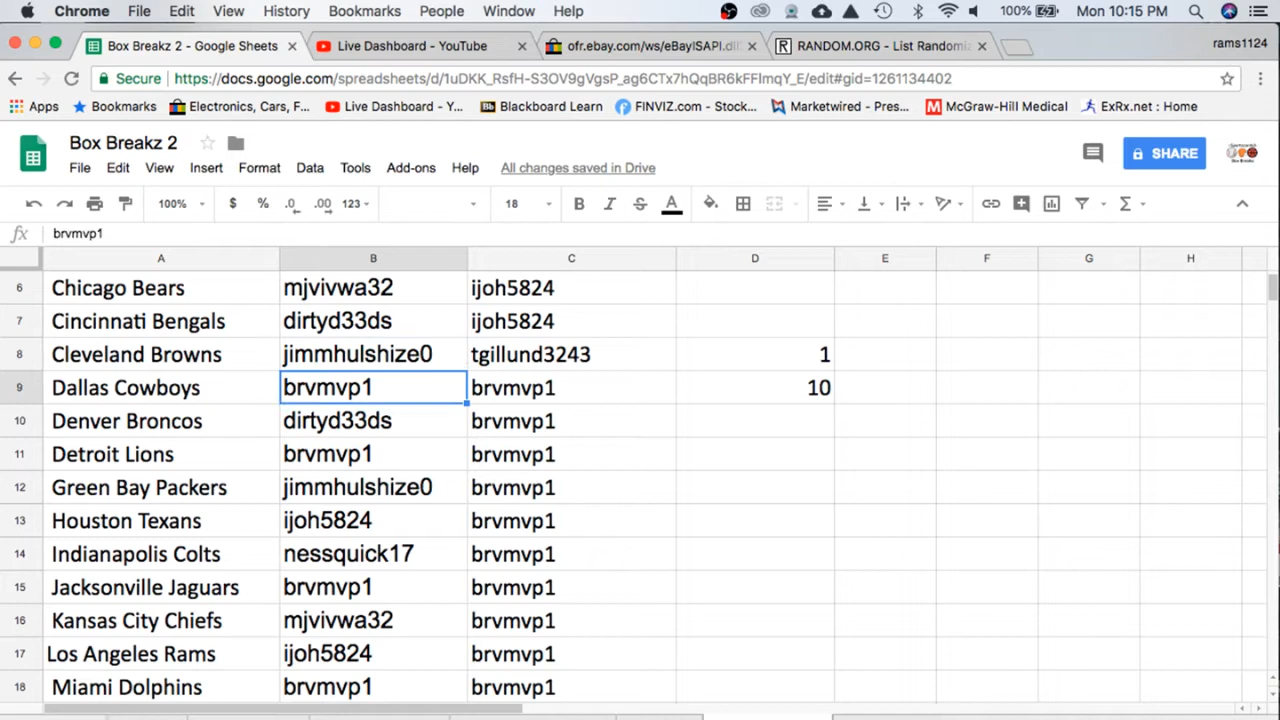 Chrome File Edit View History Bookmarks People Window Help 100% Mon 10:15 PM
Box Breakz 2 - Google Sheets Live Dashboard - YouTube ofr.ebay.com/ws/eBayISAPI.dl RANDOM.ORG - List Randomiz rams1124
Secure https://docs.google.com/spreadsheets/d/1uDKK_RsfH-S3OV9gVgsP_ag6CTx7hQqBR6kFFImqY_E/edit#gid=1261134402
Apps Bookmarks Electronics, Cars, F... Live Dashboard - Y... Bb Blackboard Learn FINVIZ.com - Stock... Marketwired - Pres... M McGraw-Hill Medical ExRx.net : Home
Box Breakz 2
SHARE
File Edit View Insert Format Data Tools Add-ons Help All changes saved in Drive
100% $ % .0 .00 123 18 B I S A Σ
fx brvmvp1
A B C D E F G H
6 Chicago Bears mjvivwa32 ijoh5824
7 Cincinnati Bengals dirtyd33ds ijoh5824
8 Cleveland Browns jimmhulshize0 tgillund3243 1
9 Dallas Cowboys brvmvp1 brvmvp1 10
10 Denver Broncos dirtyd33ds brvmvp1
11 Detroit Lions brvmvp1 brvmvp1
12 Green Bay Packers jimmhulshize0 brvmvp1
13 Houston Texans ijoh5824 brvmvp1
14 Indianapolis Colts nessquick17 brvmvp1
15 Jacksonville Jaguars brvmvp1 brvmvp1
16 Kansas City Chiefs mjvivwa32 brvmvp1
17 Los Angeles Rams ijoh5824 brvmvp1
18 Miami Dolphins brvmvp1 brvmvp1